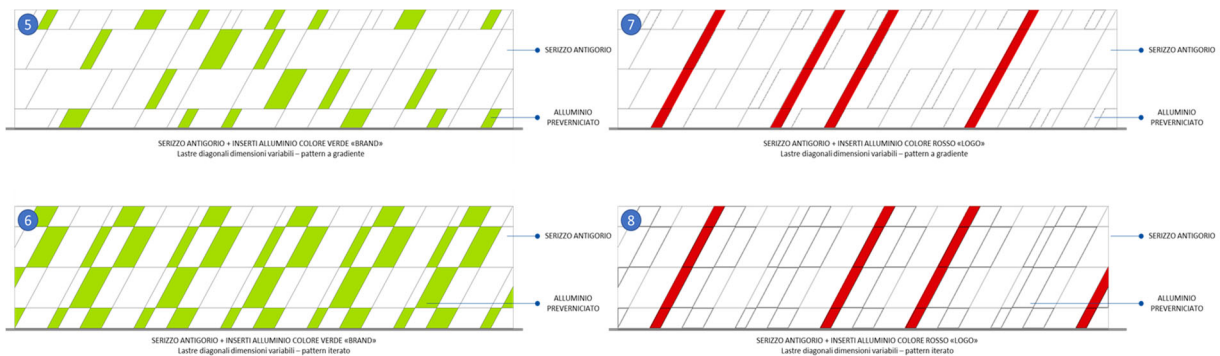 5
SERIZZO ANTIGORIO
ALLUMINIO
PREVERNICIATO
SERIZZO ANTIGORIO + INSERTI ALLUMINIO COLORE VERDE «BRAND»
Lastre diagonali dimensioni variabili – pattern a gradiente
7
SERIZZO ANTIGORIO
ALLUMINIO
PREVERNICIATO
SERIZZO ANTIGORIO + INSERTI ALLUMINIO COLORE ROSSO «LOGO»
Lastre diagonali dimensioni variabili – pattern a gradiente
6
SERIZZO ANTIGORIO
ALLUMINIO
PREVERNICIATO
SERIZZO ANTIGORIO + INSERTI ALLUMINIO COLORE VERDE «BRAND»
Lastre diagonali dimensioni variabili – pattern iterato
8
SERIZZO ANTIGORIO
ALLUMINIO
PREVERNICIATO
SERIZZO ANTIGORIO + INSERTI ALLUMINIO COLORE ROSSO «LOGO»
Lastre diagonali dimensioni variabili – pattern iterato